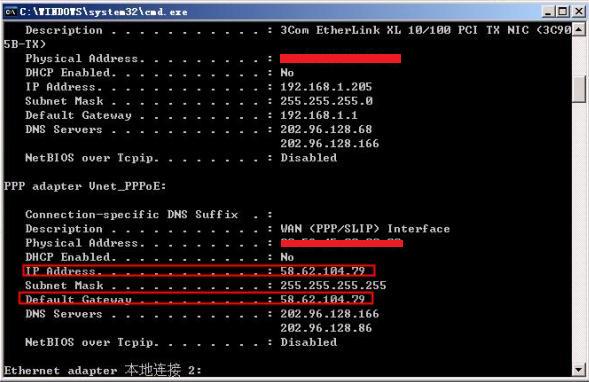 C:\WINDOWS\system32\cmd.exe
Description . . . . . . . . . . . : 3Com EtherLink XL 10/100 PCI TX NIC (3C90
5B-TX)
Physical Address. . . . . . . . . :
DHCP Enabled. . . . . . . . . . . : No
IP Address. . . . . . . . . . . . : 192.168.1.205
Subnet Mask . . . . . . . . . . . : 255.255.255.0
Default Gateway . . . . . . . . . : 192.168.1.1
DNS Servers . . . . . . . . . . . : 202.96.128.68
202.96.128.166
NetBIOS over Tcpip. . . . . . . . : Disabled
PPP adapter Vnet_PPPoE:
Connection-specific DNS Suffix  . :
Description . . . . . . . . . . . : WAN (PPP/SLIP) Interface
Physical Address. . . . . . . . . :
DHCP Enabled. . . . . . . . . . . : No
IP Address. . . . . . . . . . . . : 58.62.104.79
Subnet Mask . . . . . . . . . . . : 255.255.255.255
Default Gateway . . . . . . . . . : 58.62.104.79
DNS Servers . . . . . . . . . . . : 202.96.128.166
202.96.128.86
NetBIOS over Tcpip. . . . . . . . : Disabled
Ethernet adapter 本地连接 2: